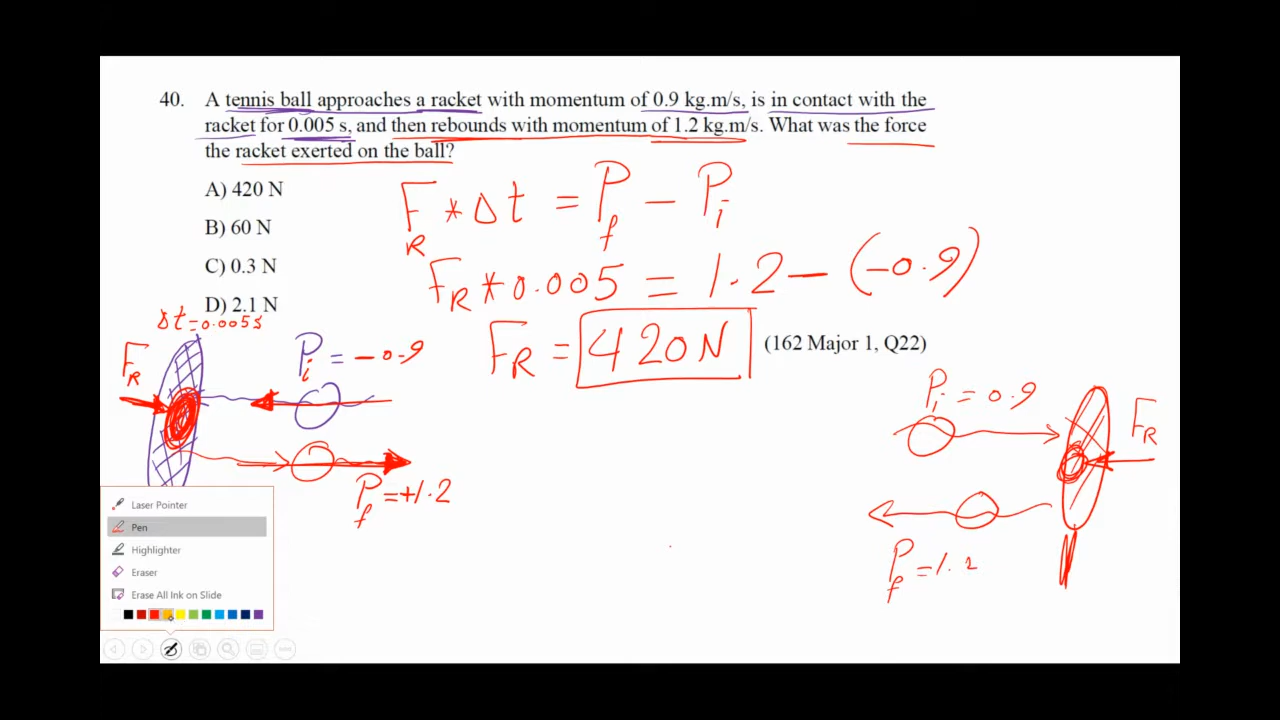 40. A tennis ball approaches a racket with momentum of 0.9 kg.m/s, is in contact with the
racket for 0.005 s, and then rebounds with momentum of 1.2 kg.m/s. What was the force
the racket exerted on the ball?
A) 420 N
B) 60 N
C) 0.3 N
D) 2.1 N
F_R * Δt = P_f - P_i
F_R * 0.005 = 1.2 - (-0.9)
F_R = 420 N
(162 Major 1, Q22)
Δt = 0.005s
F_R
P_i = -0.9
P_f = +1.2
P_i = 0.9
F_R
P_f = 1.2
Laser Pointer
Pen
Highlighter
Eraser
Erase All Ink on Slide